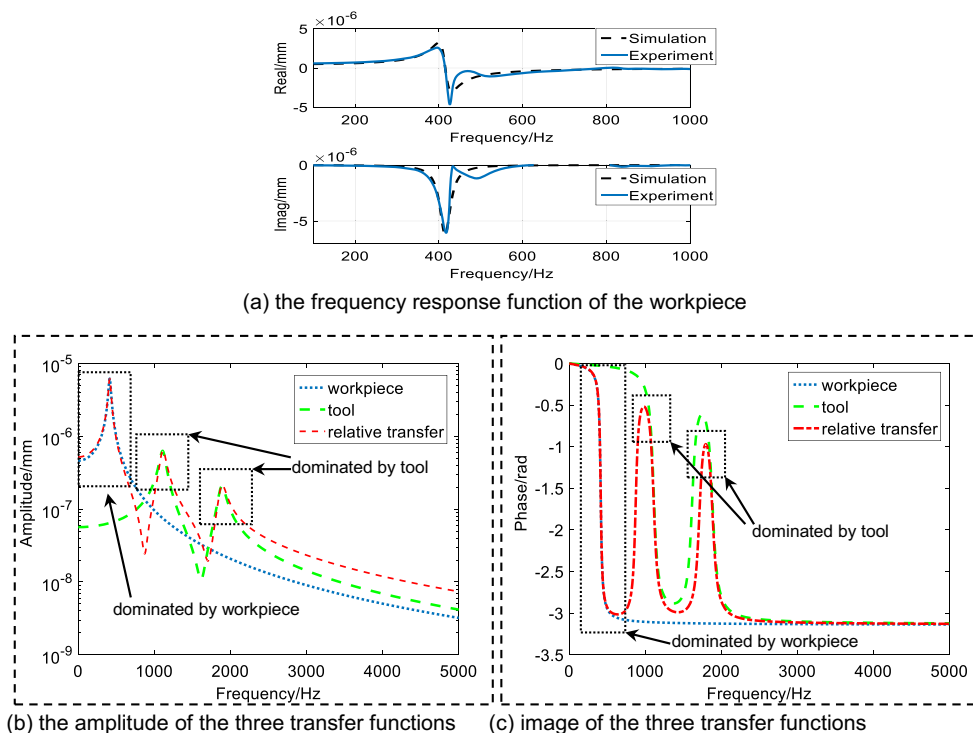 ×10-6
5
0
-5
Real/mm
Simulation
Experiment
200 400 600 800 1000
Frequency/Hz
×10-6
0
-5
Imag/mm
Simulation
Experiment
200 400 600 800 1000
Frequency/Hz
(a) the frequency response function of the workpiece
10-5
10-6
10-7
10-8
10-9
Amplitude/mm
workpiece
tool
relative transfer
dominated by tool
dominated by workpiece
0 1000 2000 3000 4000 5000
Frequency/Hz
(b) the amplitude of the three transfer functions
0
-0.5
-1
-1.5
-2
-2.5
-3
-3.5
Phase/rad
workpiece
tool
relative transfer
dominated by tool
dominated by workpiece
0 1000 2000 3000 4000 5000
Frequency/Hz
(c) image of the three transfer functions